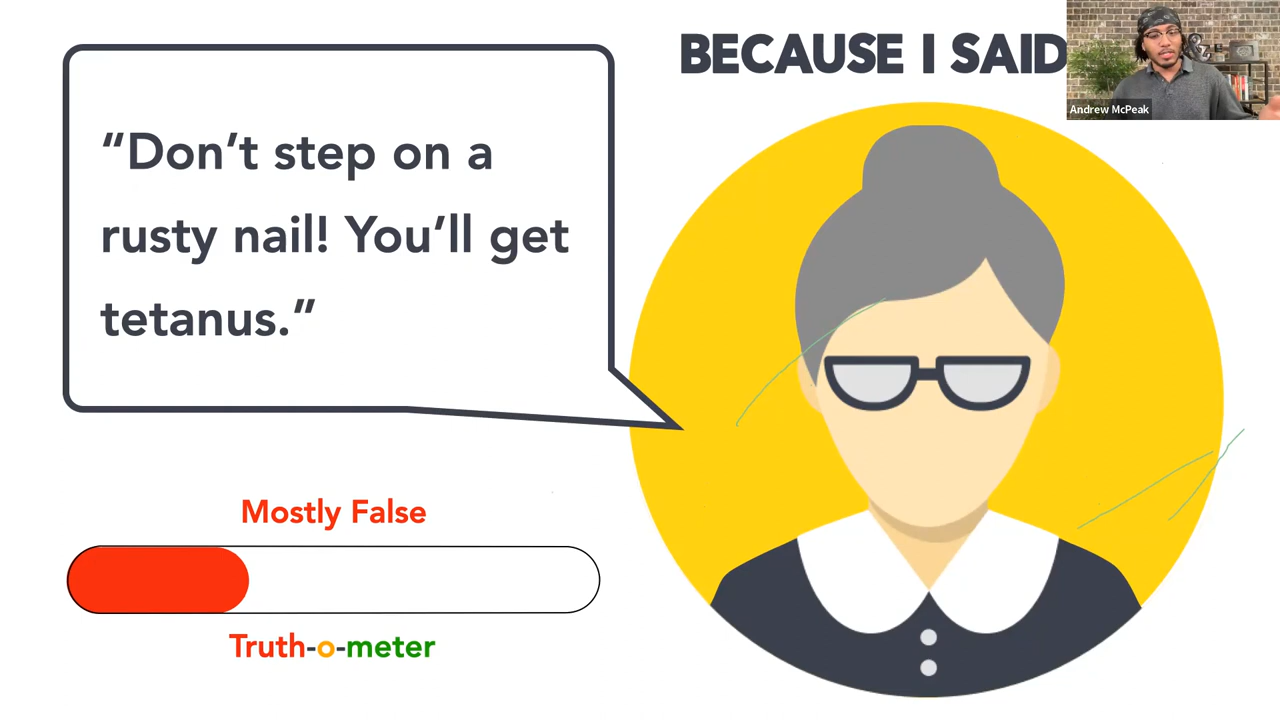 BECAUSE I SAID
Andrew McPeak
“Don’t step on a
rusty nail! You’ll get
tetanus.”
Mostly False
Truth-o-meter